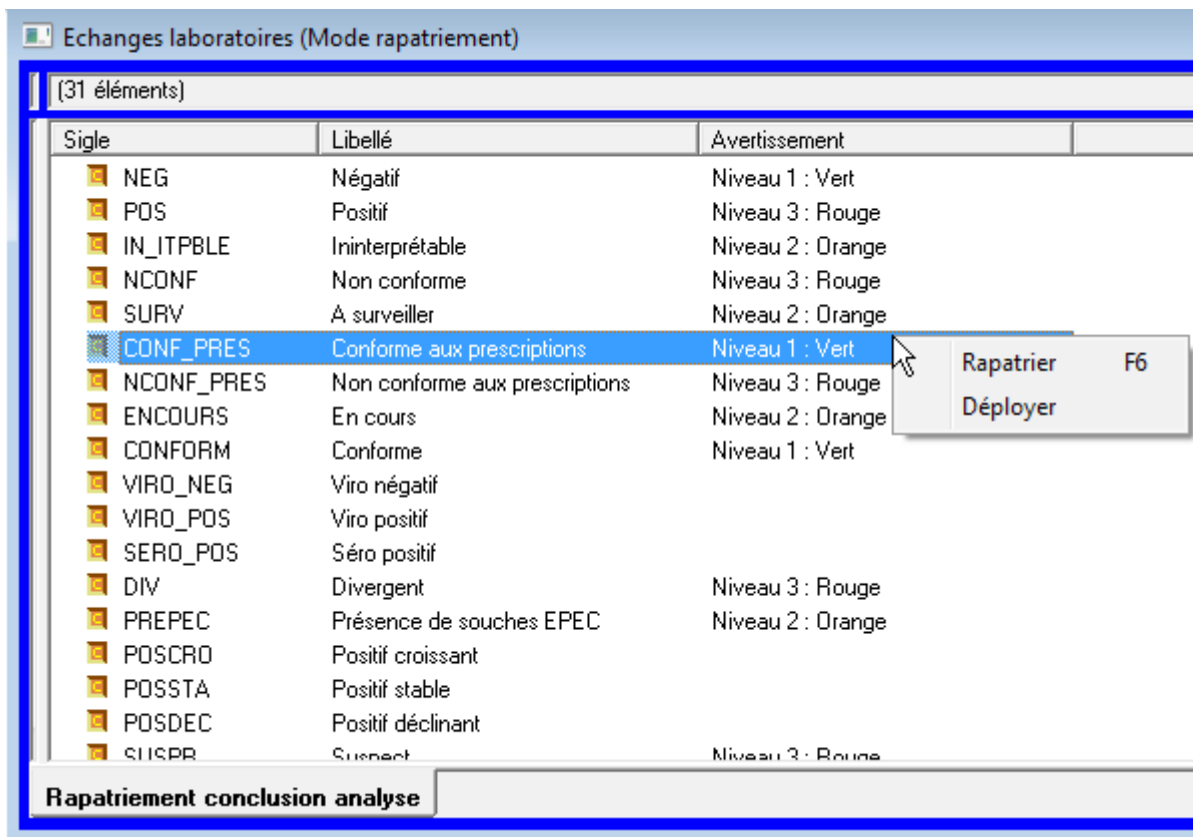 Echanges laboratoires (Mode rapatriement)
(31 éléments)
Sigle Libellé Avertissement
NEG Négatif Niveau 1 : Vert
POS Positif Niveau 3 : Rouge
IN_ITPBLE Ininterprétable Niveau 2 : Orange
NCONF Non conforme Niveau 3 : Rouge
SURV A surveiller Niveau 2 : Orange
CONF_PRES Conforme aux prescriptions Niveau 1 : Vert
Rapatrier F6
NCONF_PRES Non conforme aux prescriptions Niveau 3 : Rouge
Déployer
ENCOURS En cours Niveau 2 : Orange
CONFORM Conforme Niveau 1 : Vert
VIRO_NEG Viro négatif
VIRO_POS Viro positif
SERO_POS Séro positif
DIV Divergent Niveau 3 : Rouge
PREPEC Présence de souches EPEC Niveau 2 : Orange
POSCRO Positif croissant
POSSTA Positif stable
POSDEC Positif déclinant
SUSPR Suspect Niveau 3 : Rouge
Rapatriement conclusion analyse